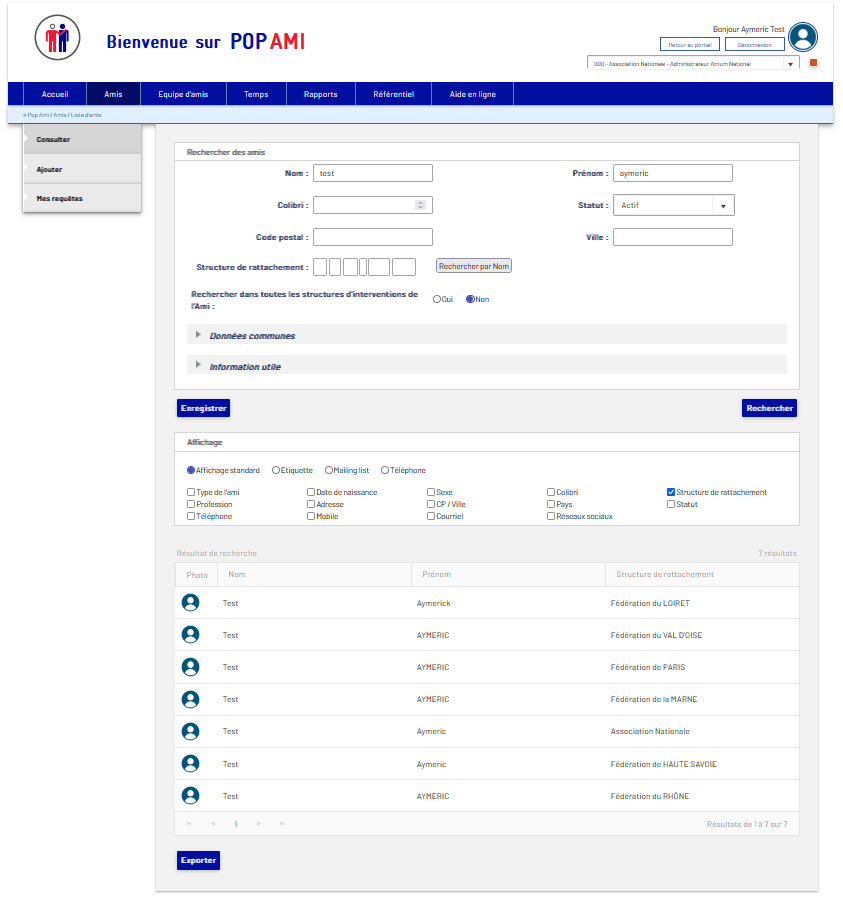 Bienvenue sur POP AMI
Bonjour Aymeric Test
Retour au portail
Déconnexion
000 - Association Nationale - Administrateur Atrium National
Accueil
Amis
Equipe d'amis
Temps
Rapports
Référentiel
Aide en ligne
> Pop Ami / Amis / Liste d'amis
Consulter
Ajouter
Mes requêtes
Rechercher des amis
Nom : test
Prénom : aymeric
Colibri :
Statut : Actif
Code postal :
Ville :
Structure de rattachement :
Rechercher par Nom
Rechercher dans toutes les structures d'interventions de
l'Ami :
Oui Non
Données communes
Information utile
Enregistrer
Rechercher
Affichage
Affichage standard Etiquette Mailing list Téléphone
Type de l'ami Date de naissance Sexe Colibri Structure de rattachement
Profession Adresse CP / Ville Pays Statut
Téléphone Mobile Courriel Réseaux sociaux
Résultat de recherche 7 résultats
Photo Nom Prénom Structure de rattachement
Test Aymerick Fédération du LOIRET
Test AYMERIC Fédération du VAL D'OISE
Test AYMERIC Fédération de PARIS
Test AYMERIC Fédération de la MARNE
Test Aymeric Association Nationale
Test Aymeric Fédération de HAUTE SAVOIE
Test AYMERIC Fédération du RHÔNE
1 Résultats de 1 à 7 sur 7
Exporter